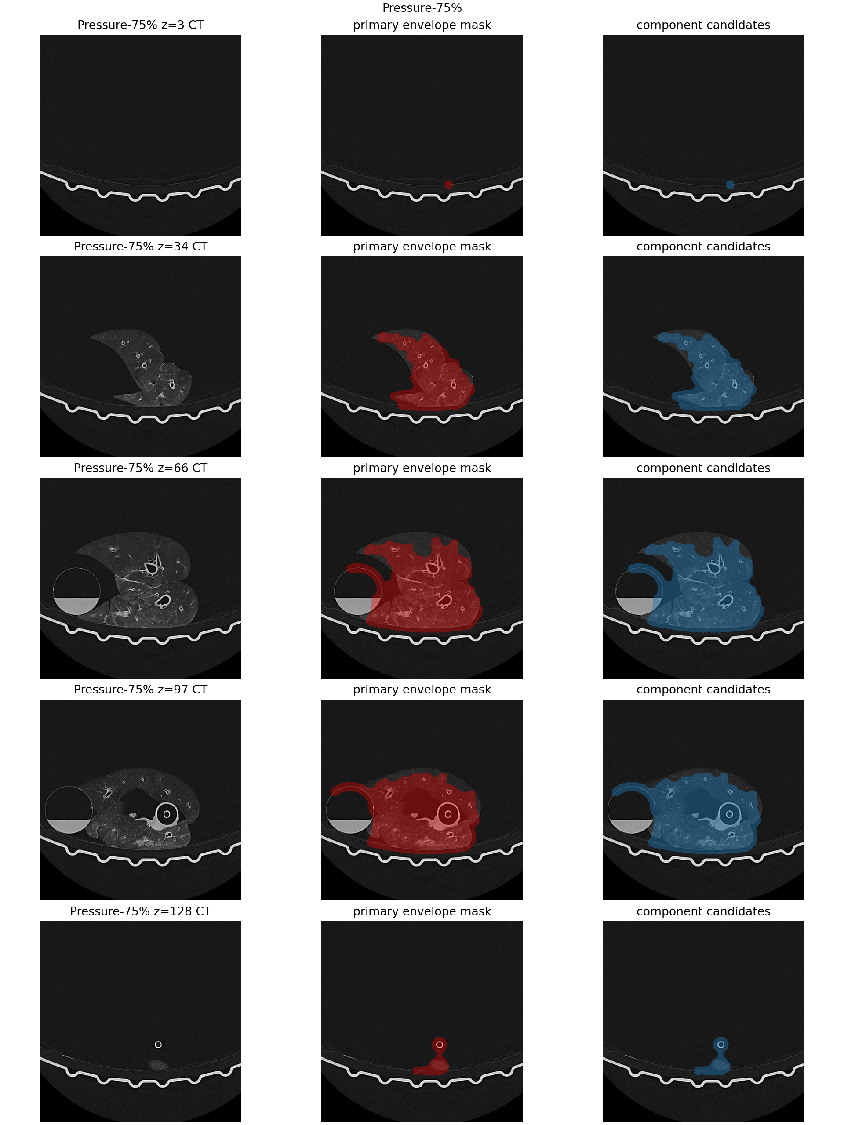 Pressure-75%
Pressure-75% z=3 CT
primary envelope mask
component candidates
Pressure-75% z=34 CT
primary envelope mask
component candidates
Pressure-75% z=66 CT
primary envelope mask
component candidates
Pressure-75% z=97 CT
primary envelope mask
component candidates
Pressure-75% z=128 CT
primary envelope mask
component candidates